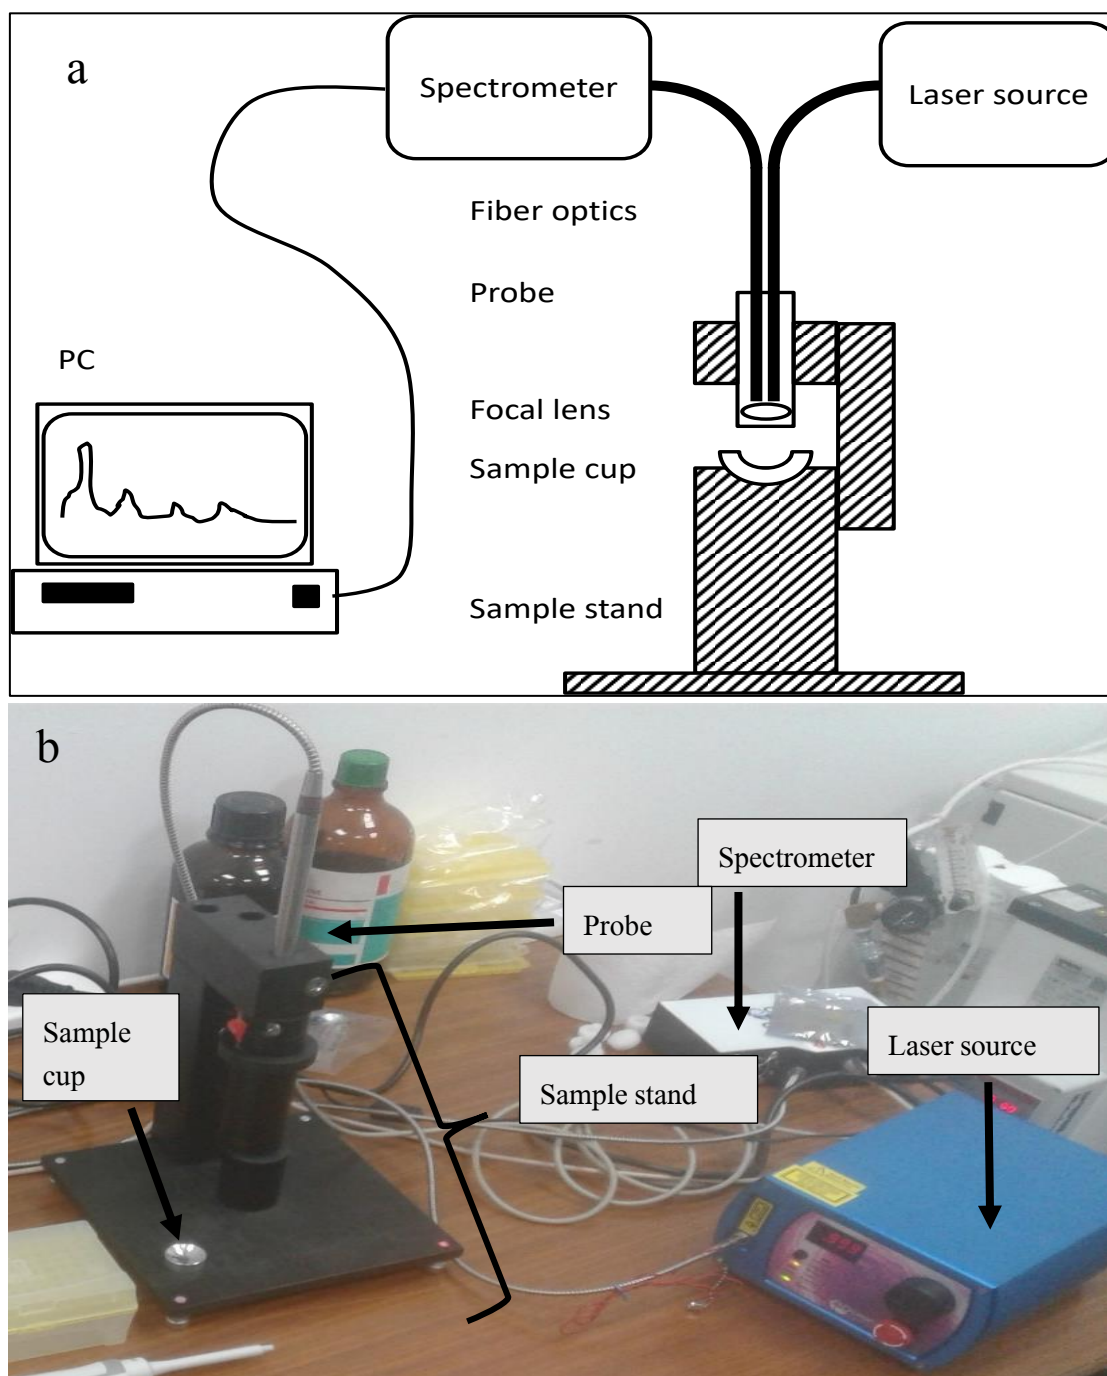 a
Spectrometer
Laser source
Fiber optics
Probe
PC
Focal lens
Sample cup
Sample stand
b
Spectrometer
Probe
Sample
cup
Laser source
Sample stand